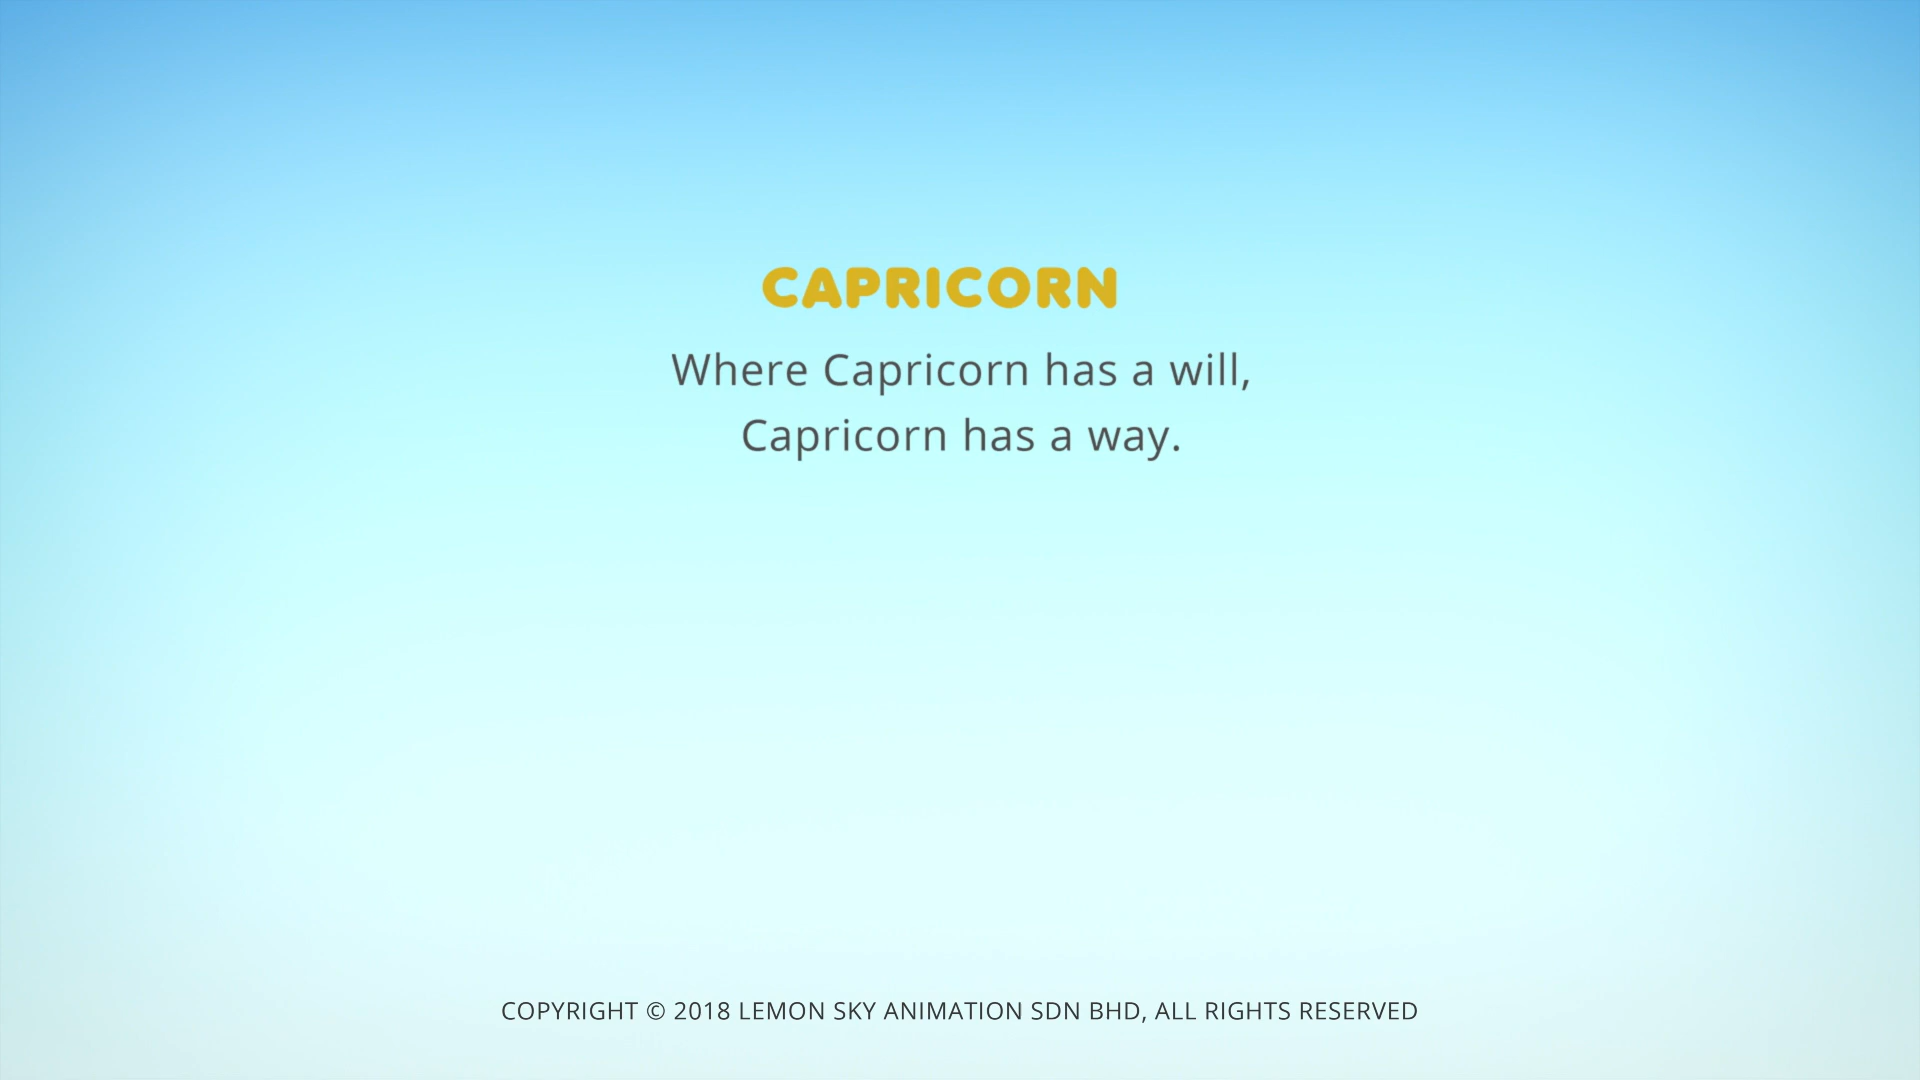 CAPRICORN
Where Capricorn has a will,
Capricorn has a way.
COPYRIGHT © 2018 LEMON SKY ANIMATION SDN BHD, ALL RIGHTS RESERVED